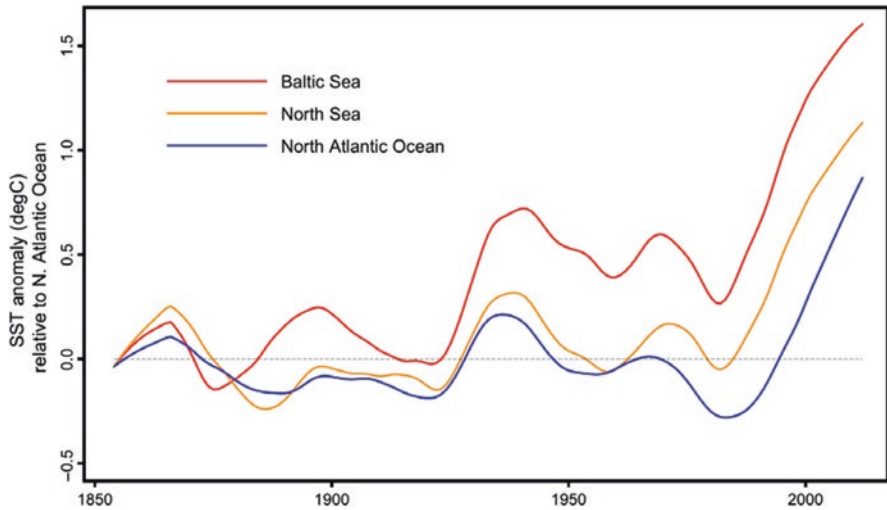 SST anomaly (degC)
relative to N. Atlantic Ocean
1.5
1.0
0.5
0.0
−0.5
Baltic Sea
North Sea
North Atlantic Ocean
1850
1900
1950
2000